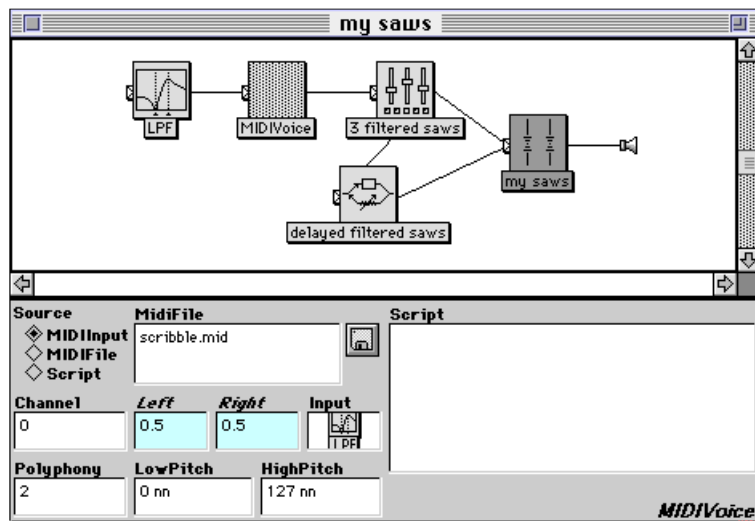 my saws
LPF
MIDIVoice
3 filtered saws
my saws
delayed filtered saws
Source
MIDIInput
MIDIFile
Script
MidiFile
scribble.mid
Script
Channel
0
Left
0.5
Right
0.5
Input
LPF
Polyphony
2
LowPitch
0 nn
HighPitch
127 nn
MIDIVoice